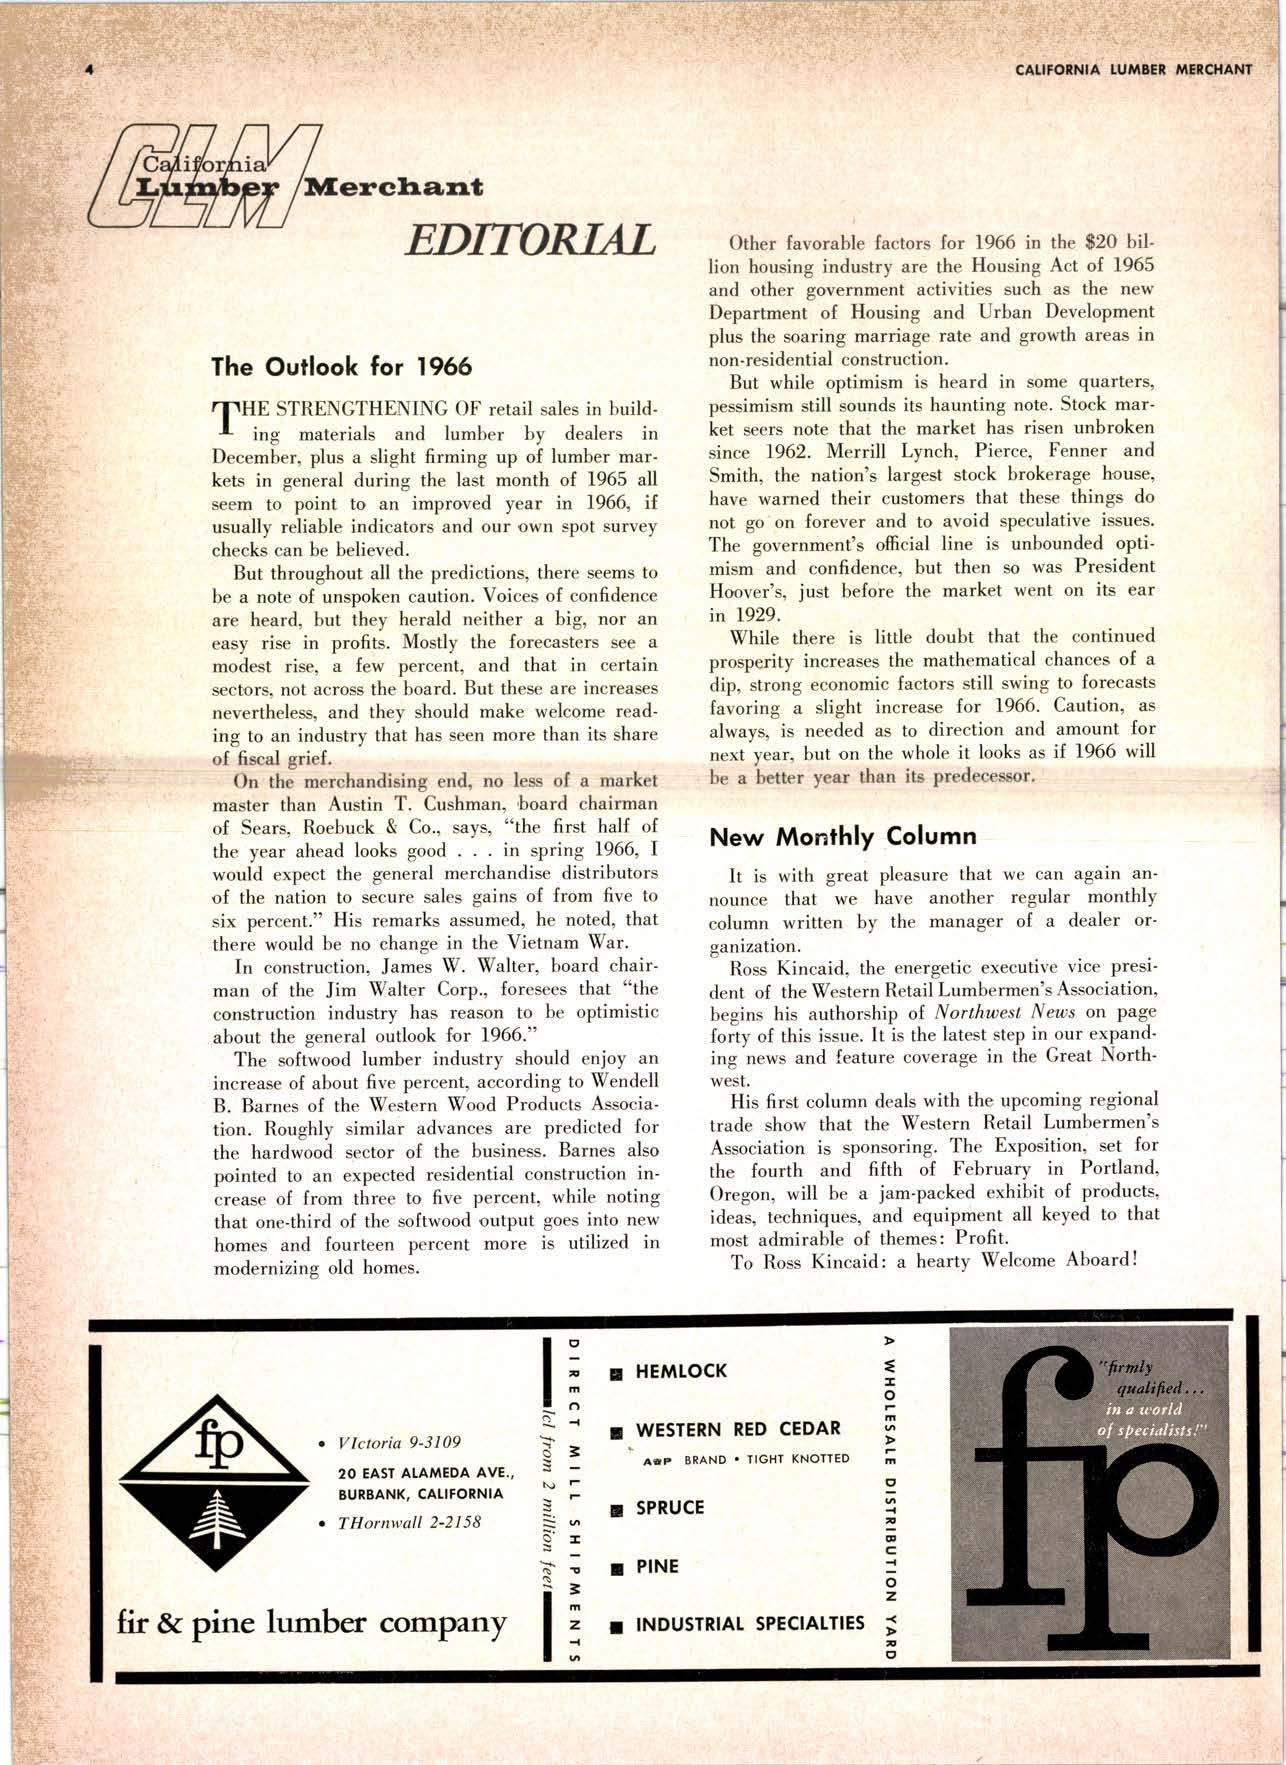 4
CALIFORNIA LUMBER MERCHANT
CLM
California
Lumber Merchant
EDITORIAL
The Outlook for 1966
THE STRENGTHENING OF retail sales in build-
ing materials and lumber by dealers in
December, plus a slight firming up of lumber mar-
kets in general during the last month of 1965 all
seem to point to an improved year in 1966, if
usually reliable indicators and our own spot survey
checks can be believed.
But throughout all the predictions, there seems to
be a note of unspoken caution. Voices of confidence
are heard, but they herald neither a big, nor an
easy rise in profits. Mostly the forecasters see a
modest rise, a few percent, and that in certain
sectors, not across the board. But these are increases
nevertheless, and they should make welcome read-
ing to an industry that has seen more than its share
of fiscal grief.
On the merchandising end, no less of a market
master than Austin T. Cushman, board chairman
of Sears, Roebuck & Co., says, "the first half of
the year ahead looks good . . . in spring 1966, I
would expect the general merchandise distributors
of the nation to secure sales gains of from five to
six percent." His remarks assumed, he noted, that
there would be no change in the Vietnam War.
In construction, James W. Walter, board chair-
man of the Jim Walter Corp., foresees that "the
construction industry has reason to be optimistic
about the general outlook for 1966."
The softwood lumber industry should enjoy an
increase of about five percent, according to Wendell
B. Barnes of the Western Wood Products Associa-
tion. Roughly similar advances are predicted for
the hardwood sector of the business. Barnes also
pointed to an expected residential construction in-
crease of from three to five percent, while noting
that one-third of the softwood output goes into new
homes and fourteen percent more is utilized in
modernizing old homes.
Other favorable factors for 1966 in the $20 bil-
lion housing industry are the Housing Act of 1965
and other government activities such as the new
Department of Housing and Urban Development
plus the soaring marriage rate and growth areas in
non-residential construction.
But while optimism is heard in some quarters,
pessimism still sounds its haunting note. Stock mar-
ket seers note that the market has risen unbroken
since 1962. Merrill Lynch, Pierce, Fenner and
Smith, the nation's largest stock brokerage house,
have warned their customers that these things do
not go on forever and to avoid speculative issues.
The government's official line is unbounded opti-
mism and confidence, but then so was President
Hoover's, just before the market went on its ear
in 1929.
While there is little doubt that the continued
prosperity increases the mathematical chances of a
dip, strong economic factors still swing to forecasts
favoring a slight increase for 1966. Caution, as
always, is needed as to direction and amount for
next year, but on the whole it looks as if 1966 will
be a better year than its predecessor.
New Monthly Column
It is with great pleasure that we can again an-
nounce that we have another regular monthly
column written by the manager of a dealer or-
ganization.
Ross Kincaid, the energetic executive vice presi-
dent of the Western Retail Lumbermen's Association,
begins his authorship of Northwest News on page
forty of this issue. It is the latest step in our expand-
ing news and feature coverage in the Great North-
west.
His first column deals with the upcoming regional
trade show that the Western Retail Lumbermen's
Association is sponsoring. The Exposition, set for
the fourth and fifth of February in Portland,
Oregon, will be a jam-packed exhibit of products,
ideas, techniques, and equipment all keyed to that
most admirable of themes: Profit.
To Ross Kincaid: a hearty Welcome Aboard!
fp
• VIctoria 9-3109
20 EAST ALAMEDA AVE.,
BURBANK, CALIFORNIA
• THornwall 2-2158
fir & pine lumber company
lcl from 2 million feet
DIRECT MILL SHIPMENTS
■ HEMLOCK
■ WESTERN RED CEDAR
A&P BRAND • TIGHT KNOTTED
■ SPRUCE
■ PINE
■ INDUSTRIAL SPECIALTIES
A WHOLESALE DISTRIBUTION YARD
"firmly
qualified...
in a world
of specialists!"
fp